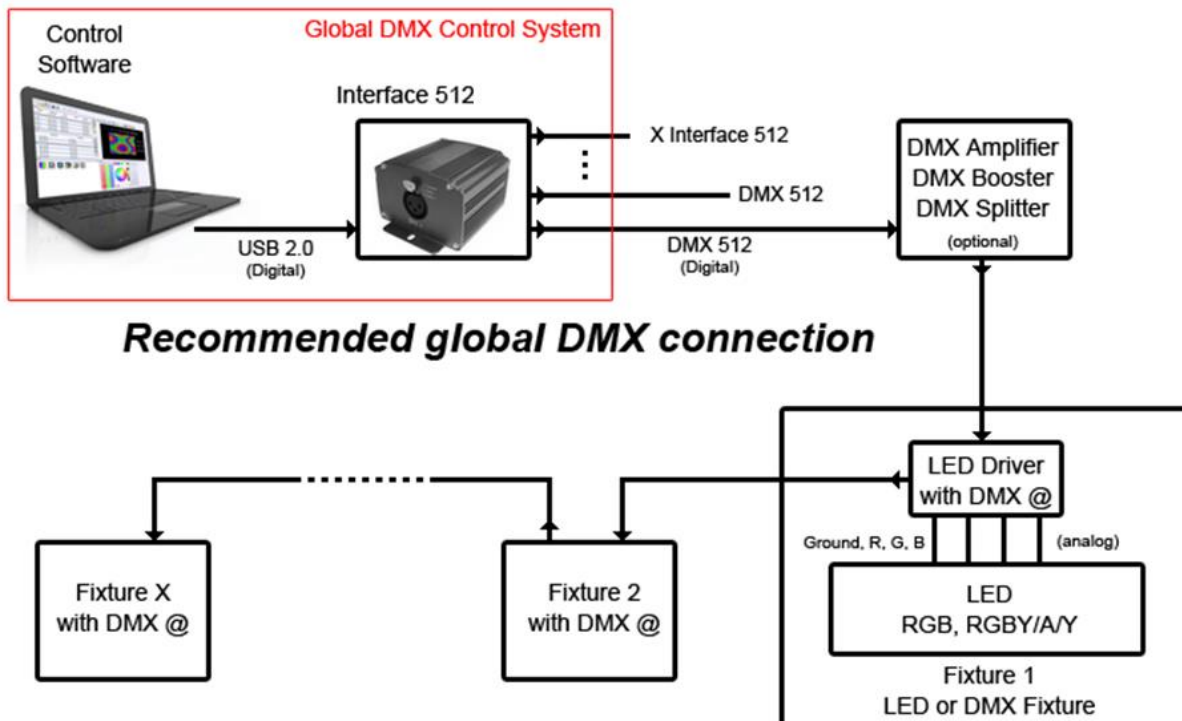 Global DMX Control System
Control
Software
Interface 512
X Interface 512
DMX 512
USB 2.0
(Digital)
DMX 512
(Digital)
DMX Amplifier
DMX Booster
DMX Splitter
(optional)
Recommended global DMX connection
LED Driver
with DMX @
Ground, R, G, B
(analog)
LED
RGB, RGBY/A/Y
Fixture 1
LED or DMX Fixture
Fixture 2
with DMX @
Fixture X
with DMX @